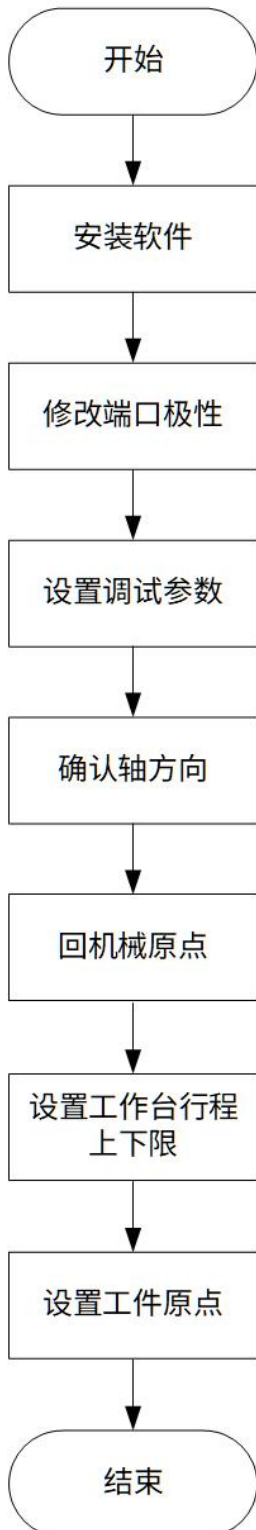 开始
安装软件
修改端口极性
设置调试参数
确认轴方向
回机械原点
设置工作台行程
上下限
设置工件原点
结束